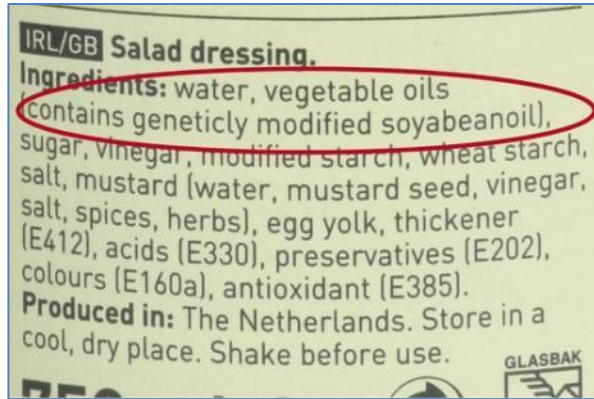 IRL/GB Salad dressing.
Ingredients: water, vegetable oils
(contains geneticly modified soyabeanoil),
sugar, vinegar, modified starch, wheat starch,
salt, mustard (water, mustard seed, vinegar,
salt, spices, herbs), egg yolk, thickener
(E412), acids (E330), preservatives (E202),
colours (E160a), antioxidant (E385).
Produced in: The Netherlands. Store in a
cool, dry place. Shake before use.
GLASBAK